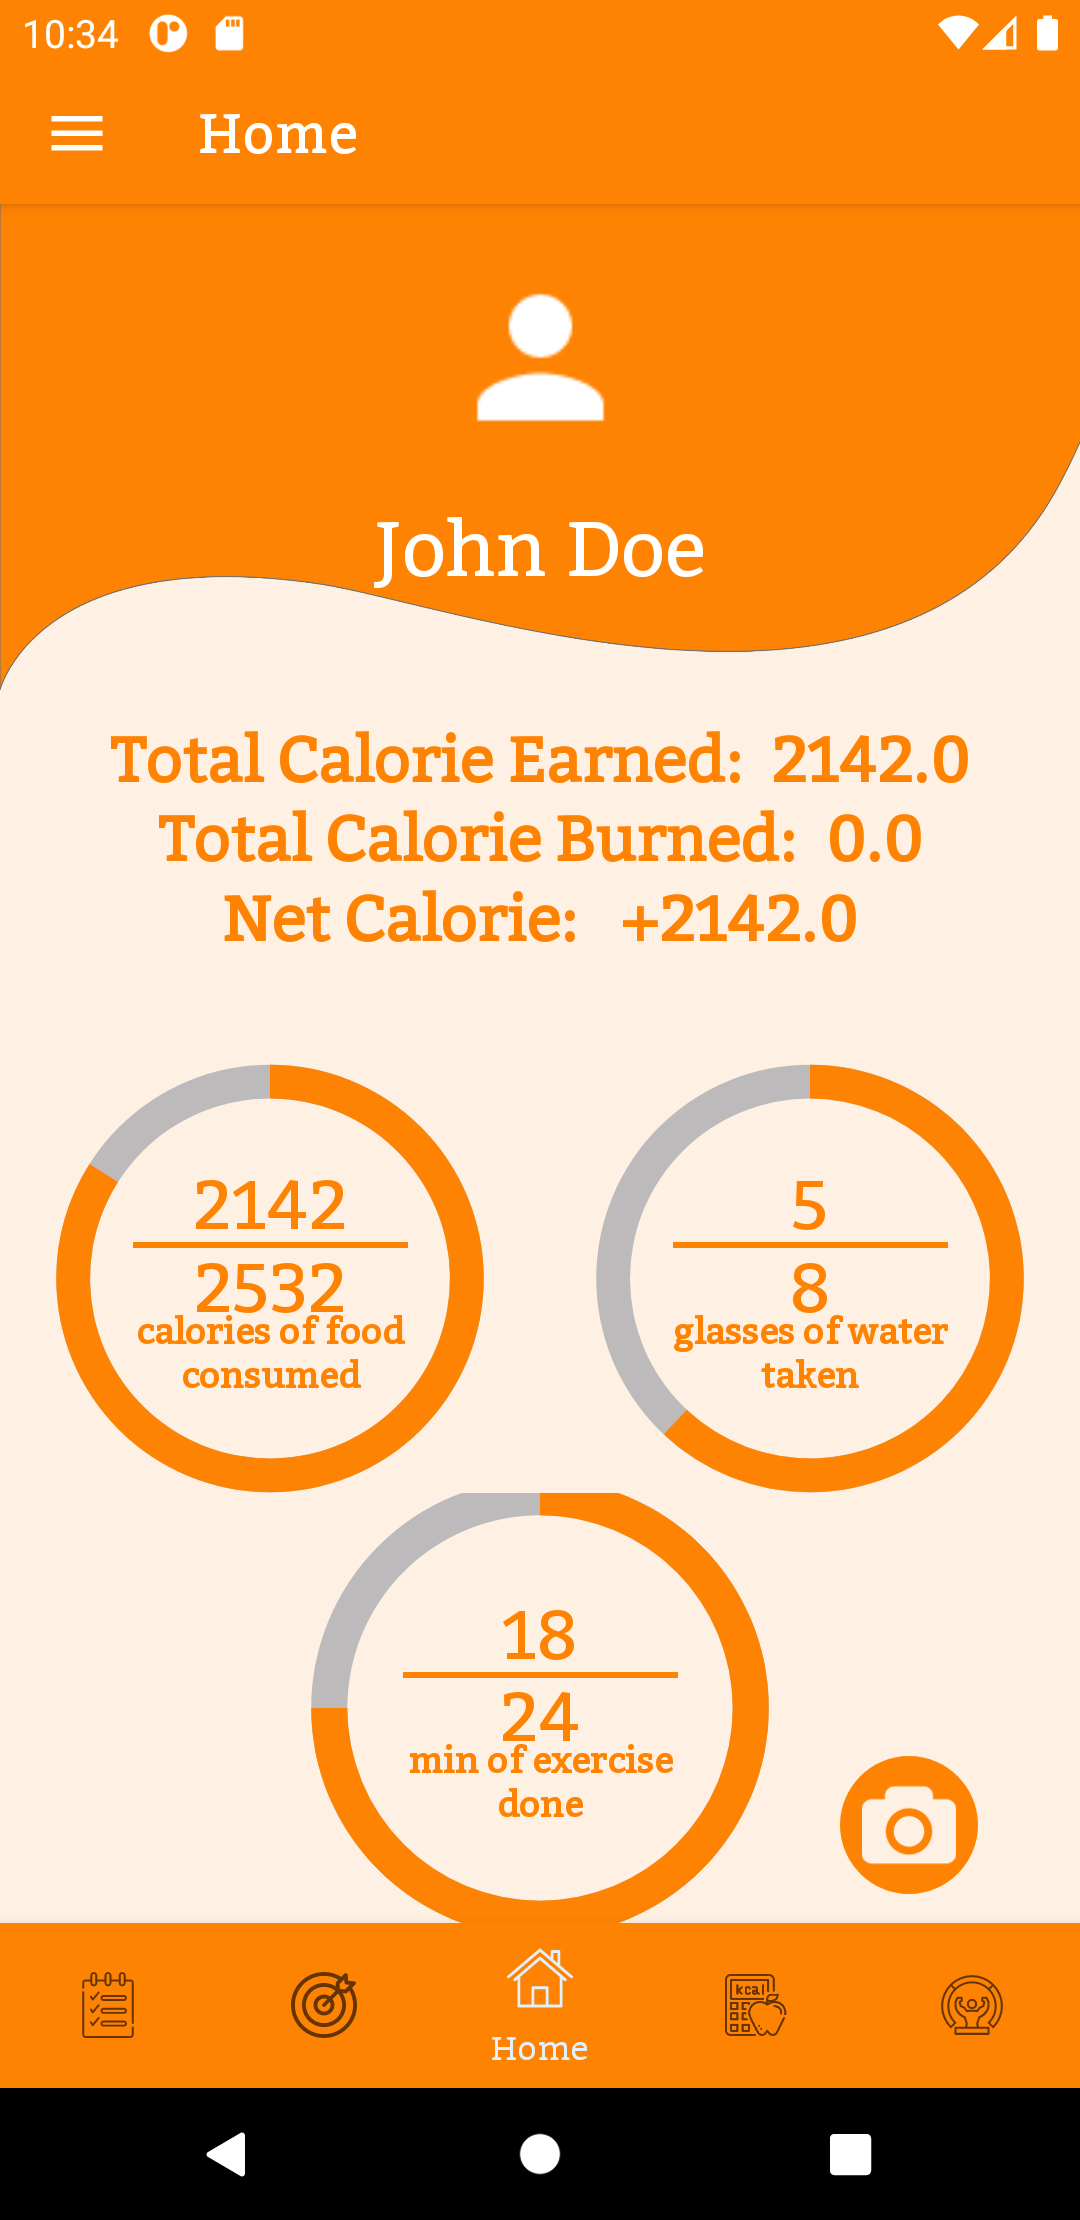 10:34
Home
John Doe
Total Calorie Earned: 2142.0
Total Calorie Burned: 0.0
Net Calorie: +2142.0
2142
2532
calories of food
consumed
5
8
glasses of water
taken
18
24
min of exercise
done
kcal
Home